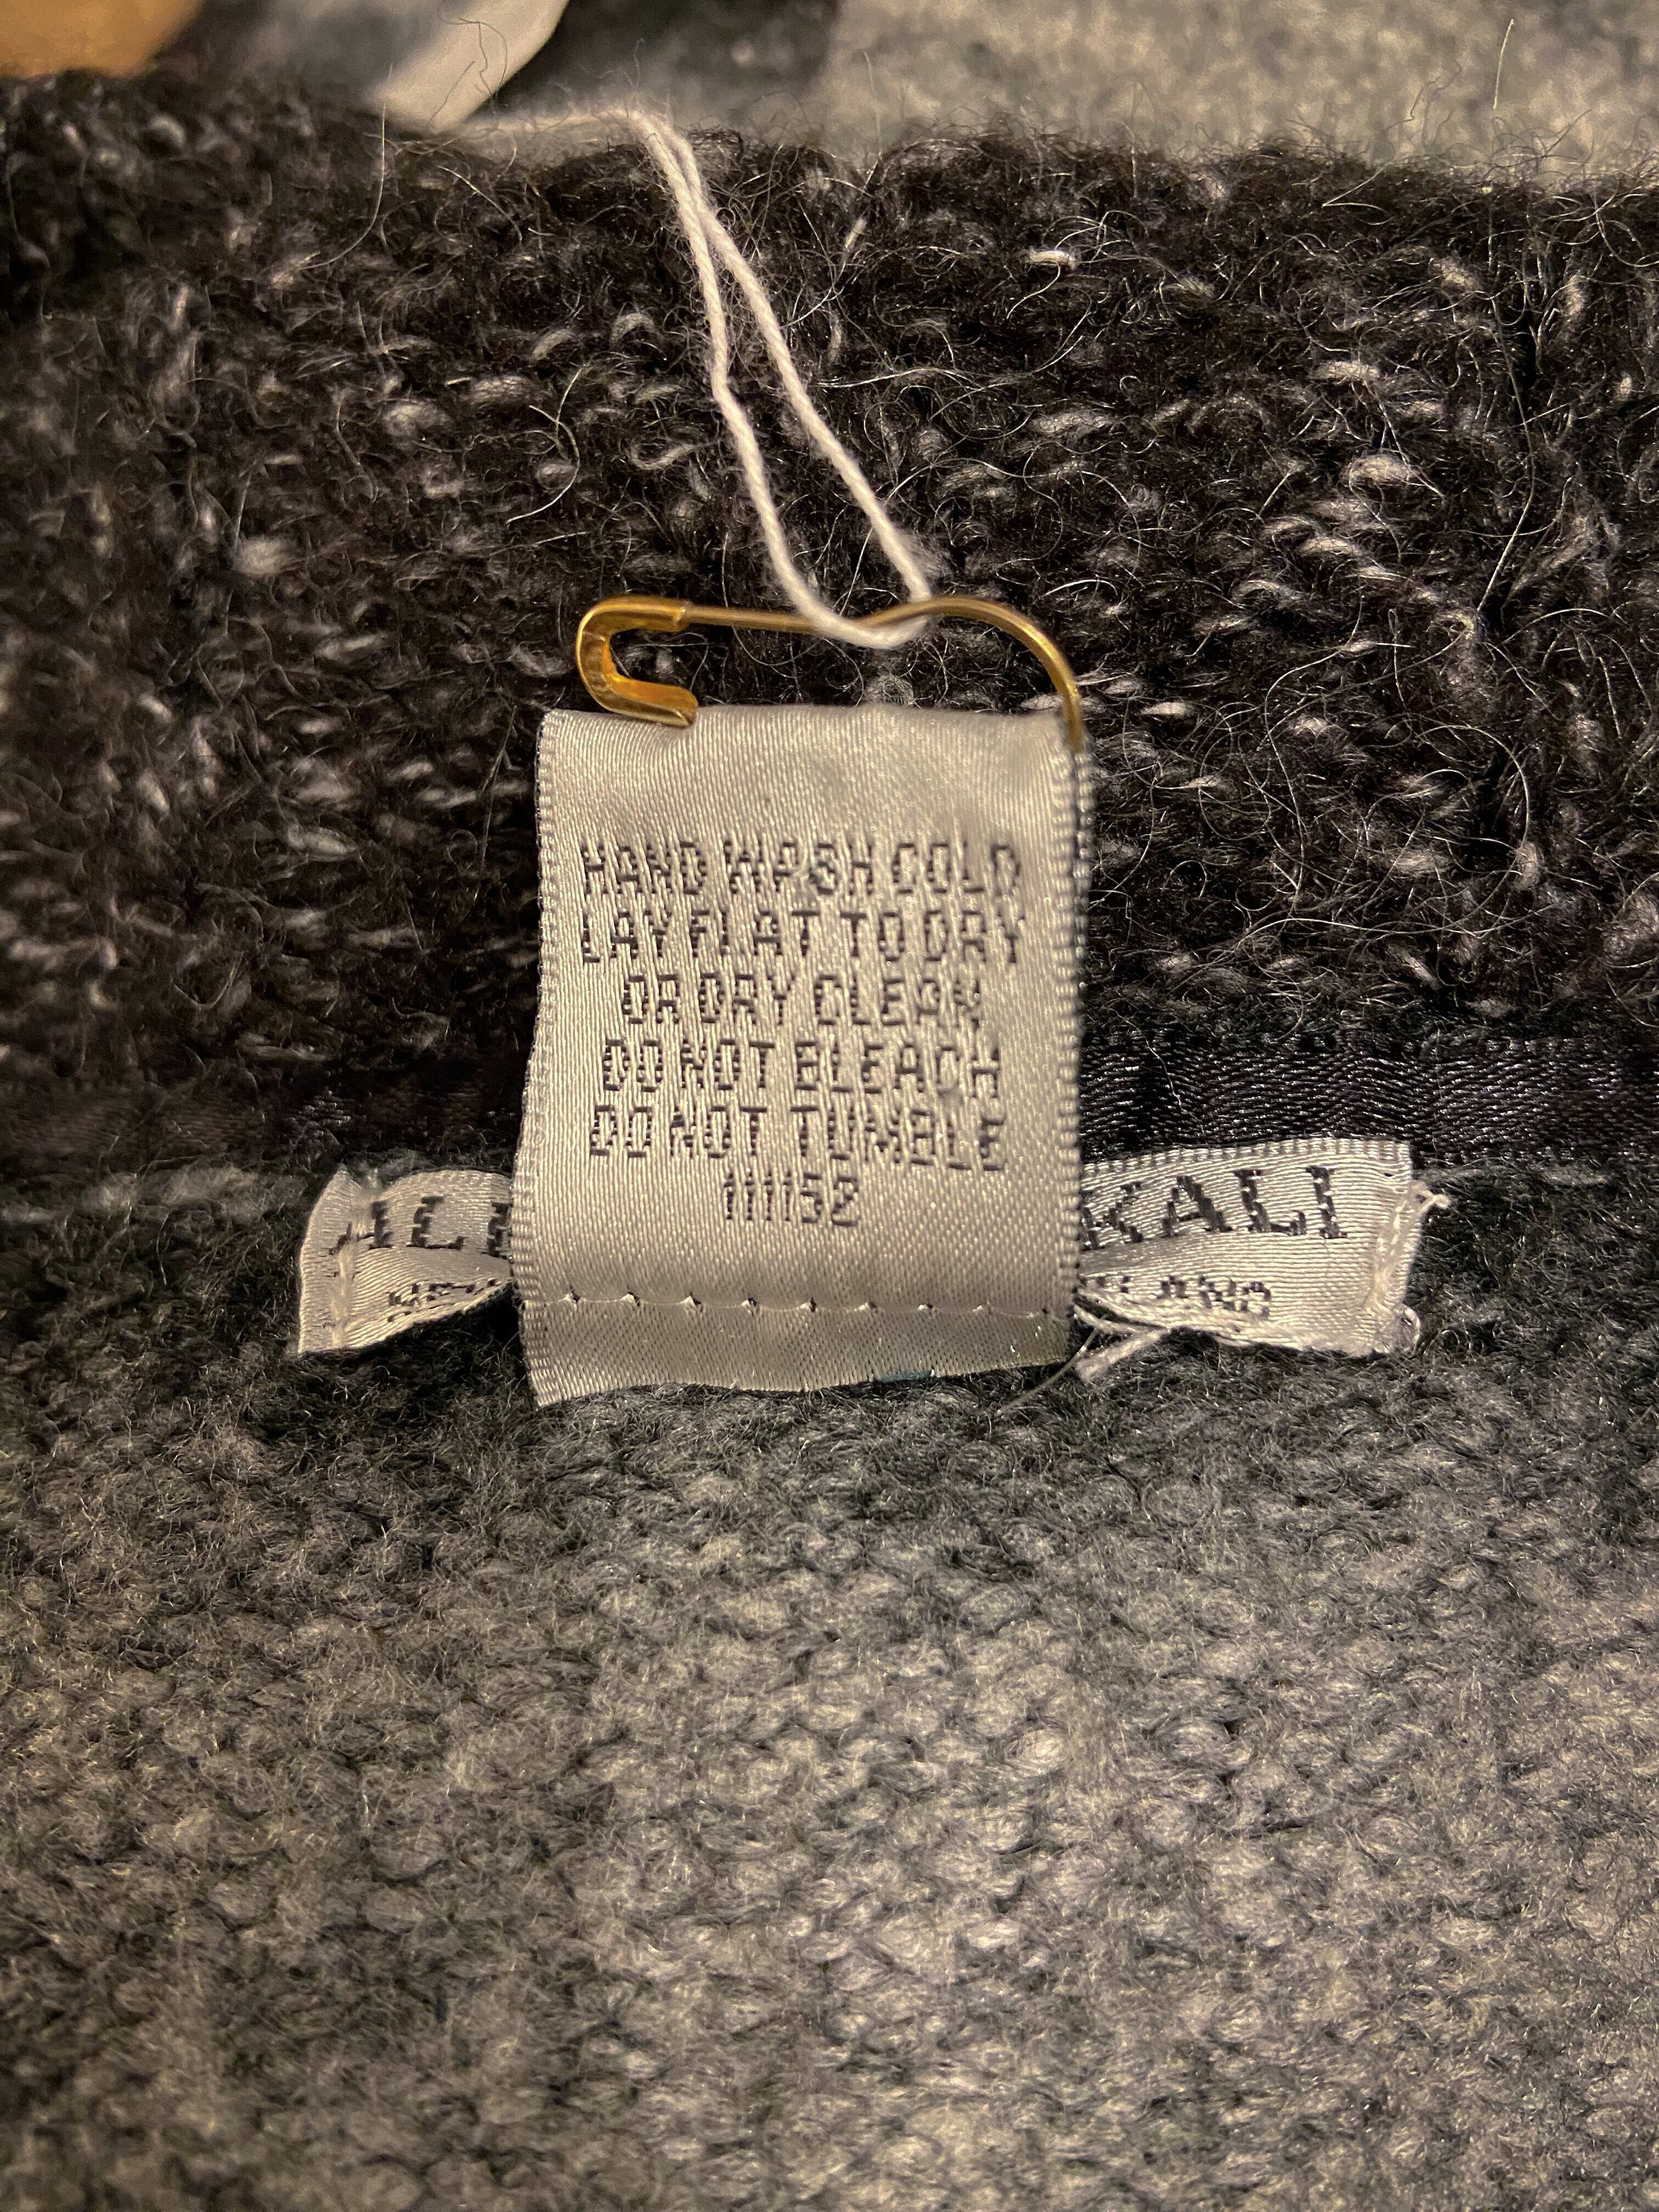 HAND WASH COLD
LAY FLAT TO DRY
OR DRY CLEAN
DO NOT BLEACH
DO NOT TUMBLE
111152
KALI